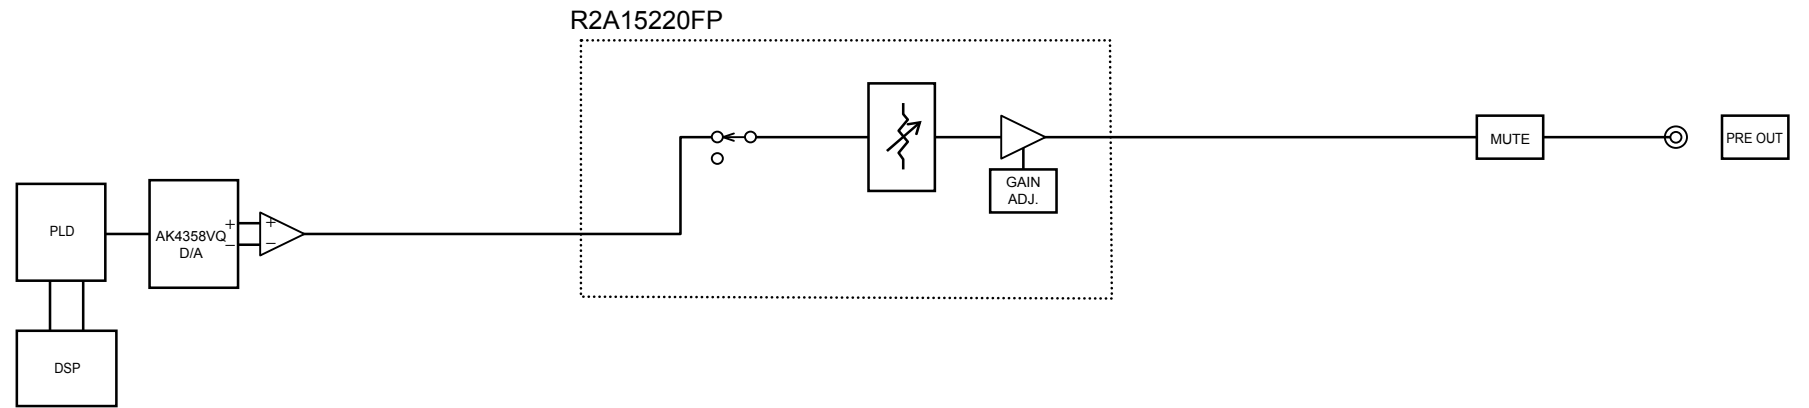 R2A15220FP
GAIN
ADJ.
MUTE
PRE OUT
PLD
AK4358VQ
D/A
+
−
+
−
DSP